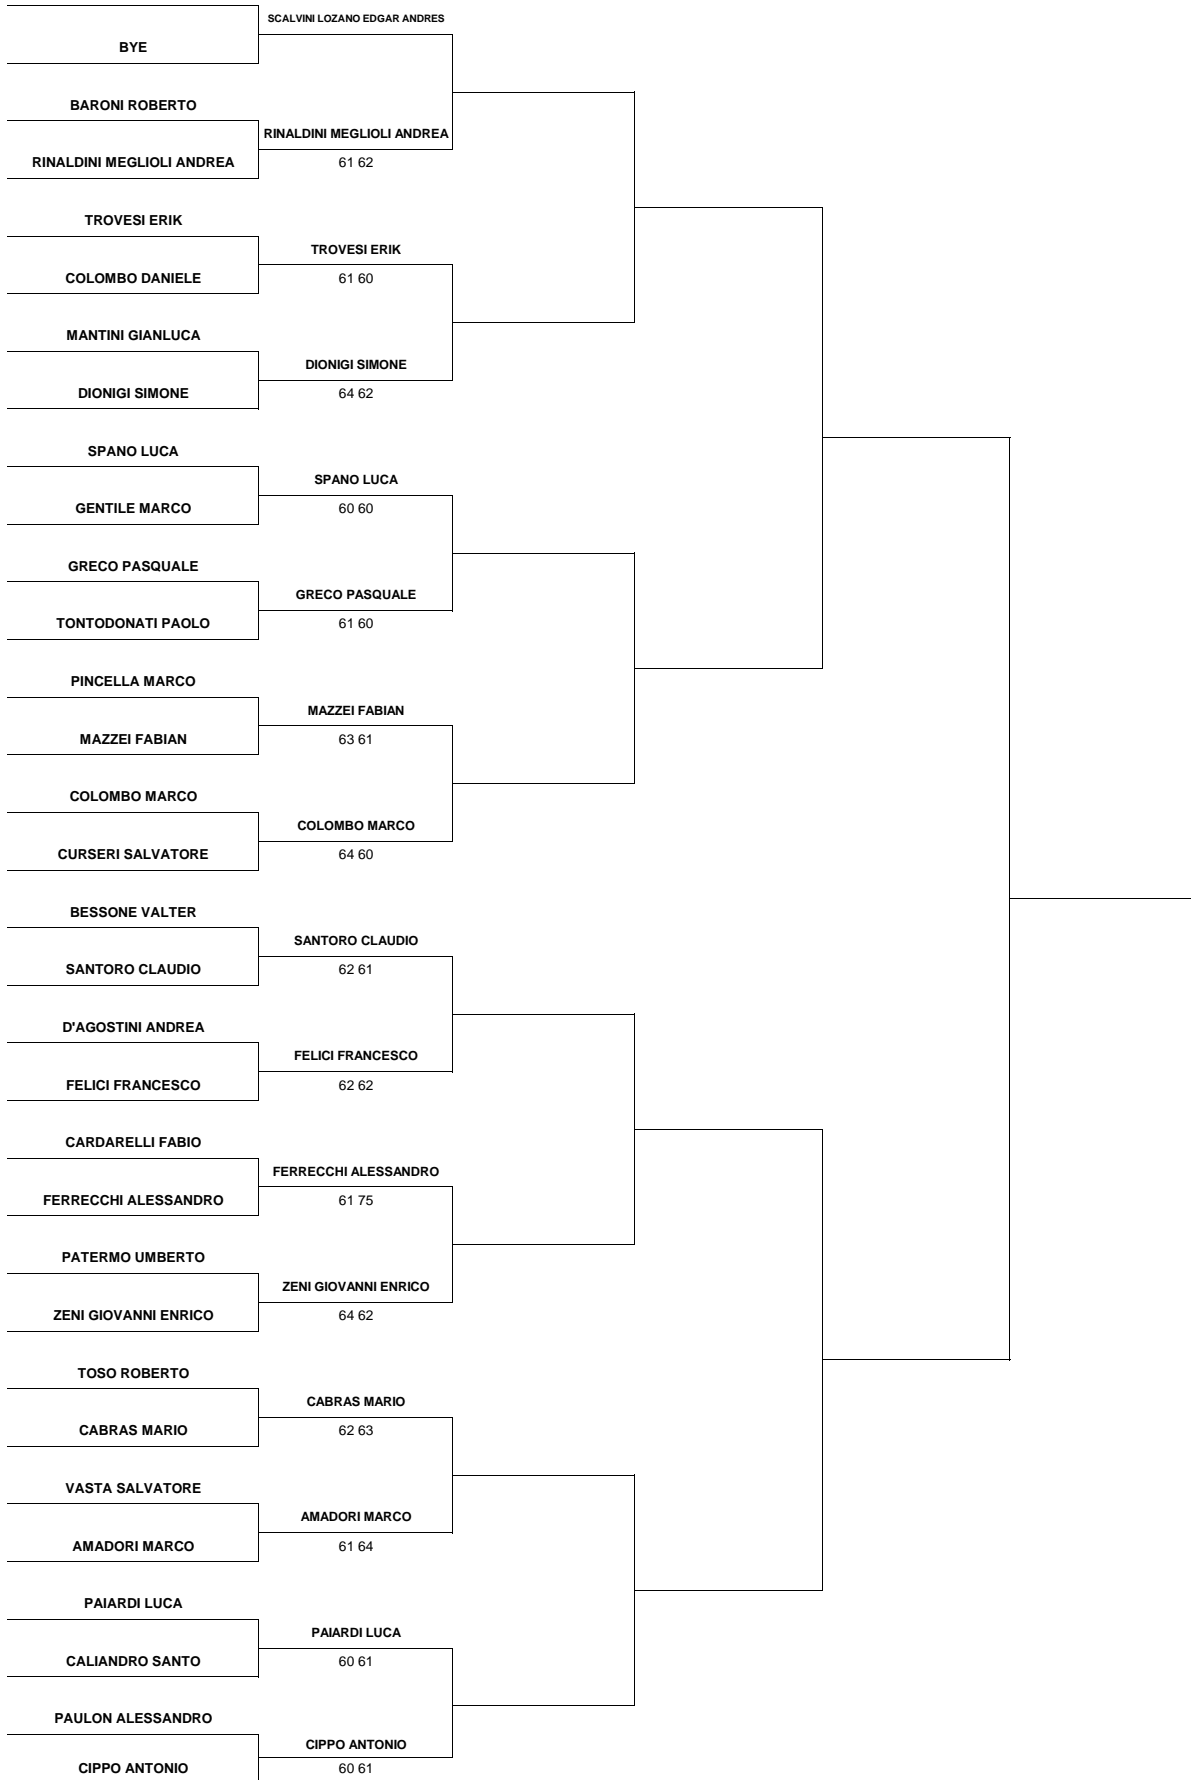 SCALVINI LOZANO EDGAR ANDRES
BYE
BARONI ROBERTO
RINALDINI MEGLIOLI ANDREA
RINALDINI MEGLIOLI ANDREA
61 62
TROVESI ERIK
TROVESI ERIK
COLOMBO DANIELE
61 60
MANTINI GIANLUCA
DIONIGI SIMONE
DIONIGI SIMONE
64 62
SPANO LUCA
SPANO LUCA
GENTILE MARCO
60 60
GRECO PASQUALE
GRECO PASQUALE
TONTODONATI PAOLO
61 60
PINCELLA MARCO
MAZZEI FABIAN
MAZZEI FABIAN
63 61
COLOMBO MARCO
COLOMBO MARCO
CURSERI SALVATORE
64 60
BESSONE VALTER
SANTORO CLAUDIO
SANTORO CLAUDIO
62 61
D'AGOSTINI ANDREA
FELICI FRANCESCO
FELICI FRANCESCO
62 62
CARDARELLI FABIO
FERRECCHI ALESSANDRO
FERRECCHI ALESSANDRO
61 75
PATERMO UMBERTO
ZENI GIOVANNI ENRICO
ZENI GIOVANNI ENRICO
64 62
TOSO ROBERTO
CABRAS MARIO
CABRAS MARIO
62 63
VASTA SALVATORE
AMADORI MARCO
AMADORI MARCO
61 64
PAIARDI LUCA
PAIARDI LUCA
CALIANDRO SANTO
60 61
PAULON ALESSANDRO
CIPPO ANTONIO
CIPPO ANTONIO
60 61